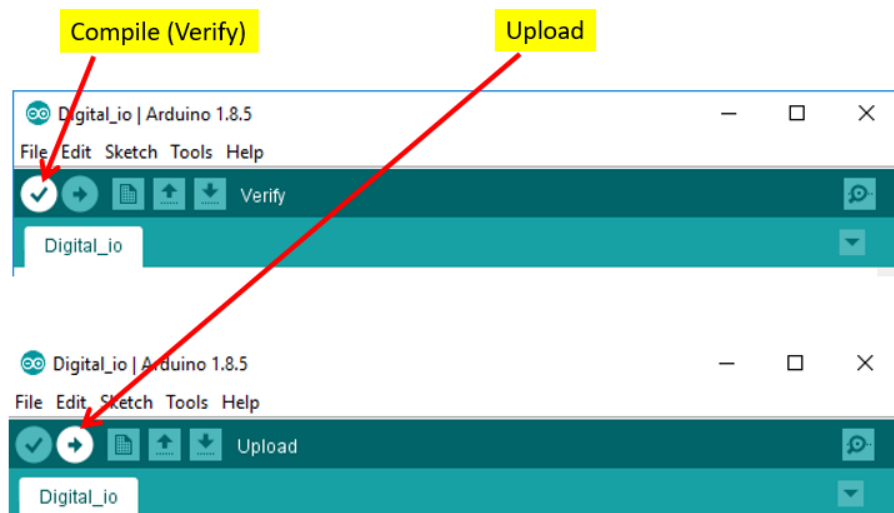 Compile (Verify) Upload
Digital_io | Arduino 1.8.5
File Edit Sketch Tools Help
Verify
Digital_io
Digital_io | Arduino 1.8.5
File Edit Sketch Tools Help
Upload
Digital_io